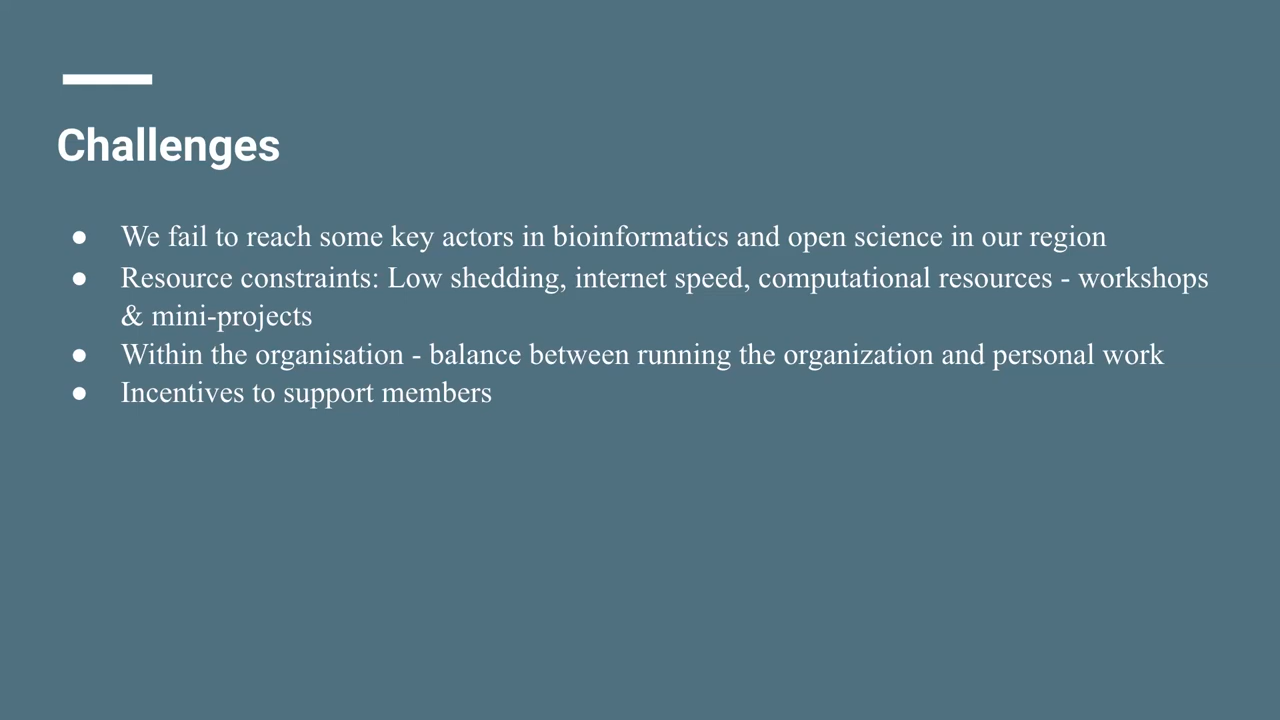 Challenges
● We fail to reach some key actors in bioinformatics and open science in our region
● Resource constraints: Low shedding, internet speed, computational resources - workshops
& mini-projects
● Within the organisation - balance between running the organization and personal work
● Incentives to support members